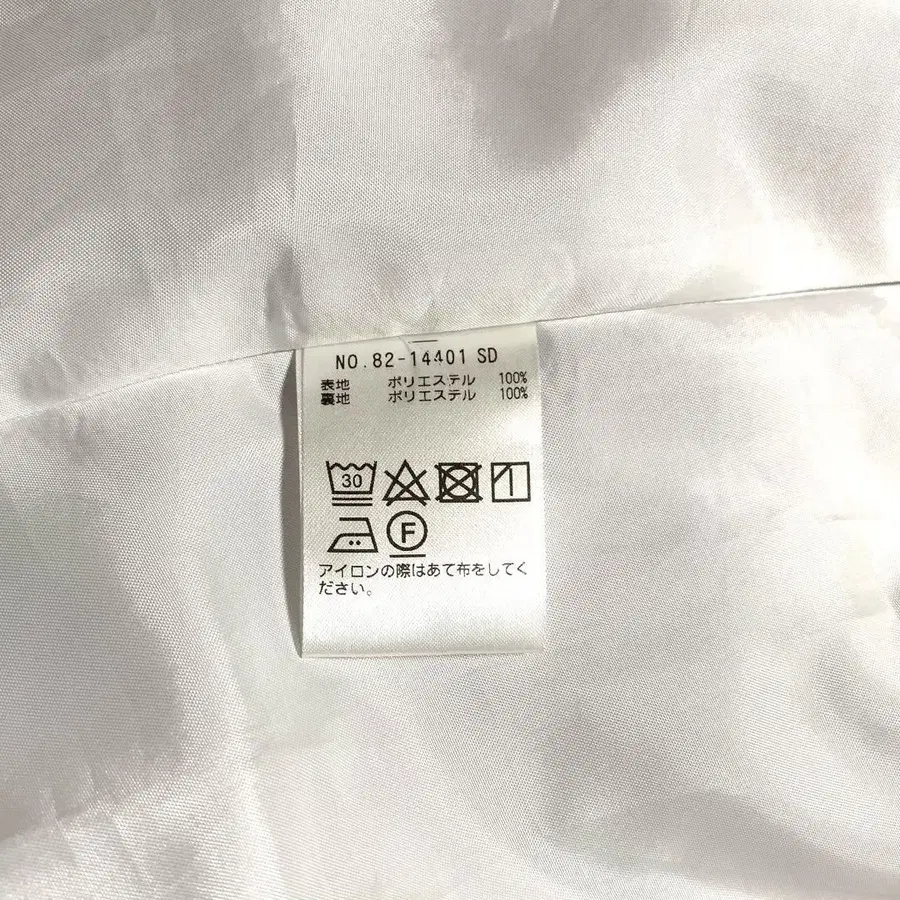 NO.82-14401 SD
表地 ポリエステル 100%
裏地 ポリエステル 100%
30
F
アイロンの際はあて布をしてく
ださい。